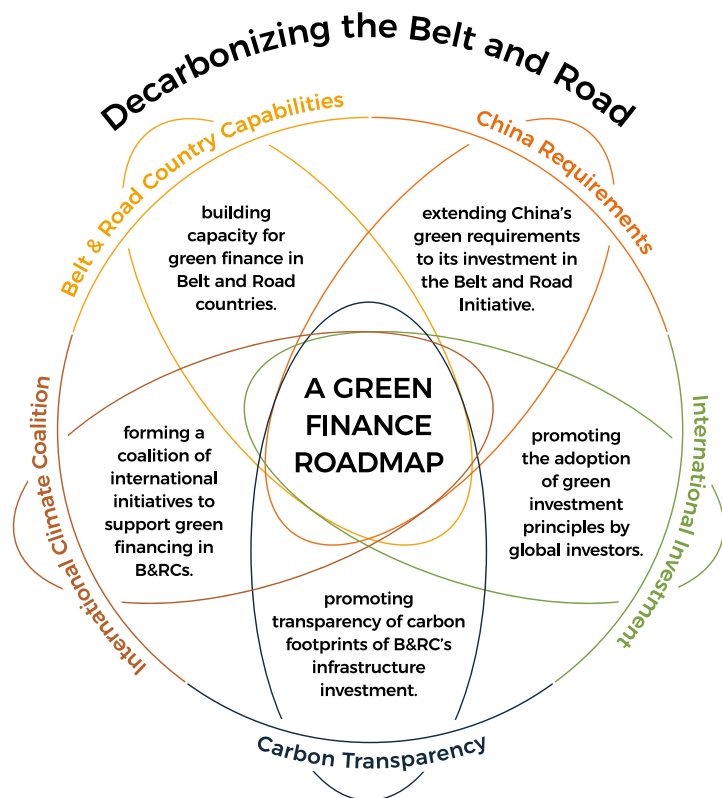 Decarbonizing the Belt and Road
Belt & Road Country Capabilities
China Requirements
building
capacity for
green finance in
Belt and Road
countries.
extending China's
green requirements
to its investment in
the Belt and Road
Initiative.
A GREEN
FINANCE
ROADMAP
International Climate Coalition
forming a
coalition of
international
initiatives to
support green
financing in
B&RCs.
promoting
the adoption
of green
investment
principles by
global investors.
International Investment
promoting
transparency of carbon
footprints of B&RC's
infrastructure
investment.
Carbon Transparency